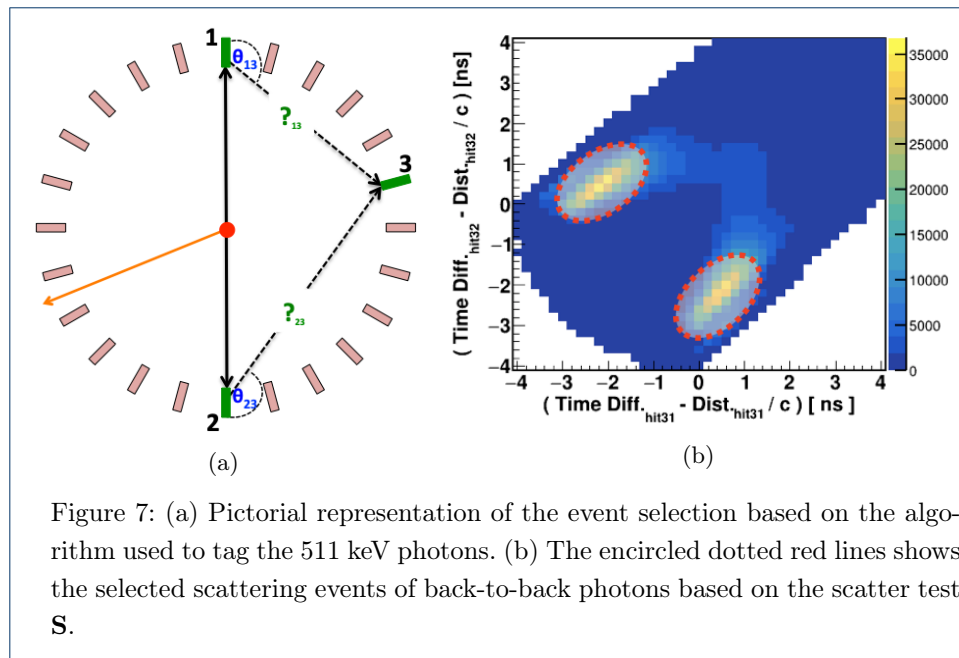 1
θ13
?13
3
?23
θ23
2
(a)
( Time Diff.hit32 - Dist.hit32 / c ) [ns]
4
3
2
1
0
−1
−2
−3
−4
−4 −3 −2 −1 0 1 2 3 4
( Time Diff.hit31 - Dist.hit31 / c ) [ ns ]
35000
30000
25000
20000
15000
10000
5000
0
(b)
Figure 7: (a) Pictorial representation of the event selection based on the algo-
rithm used to tag the 511 keV photons. (b) The encircled dotted red lines shows
the selected scattering events of back-to-back photons based on the scatter test
S.